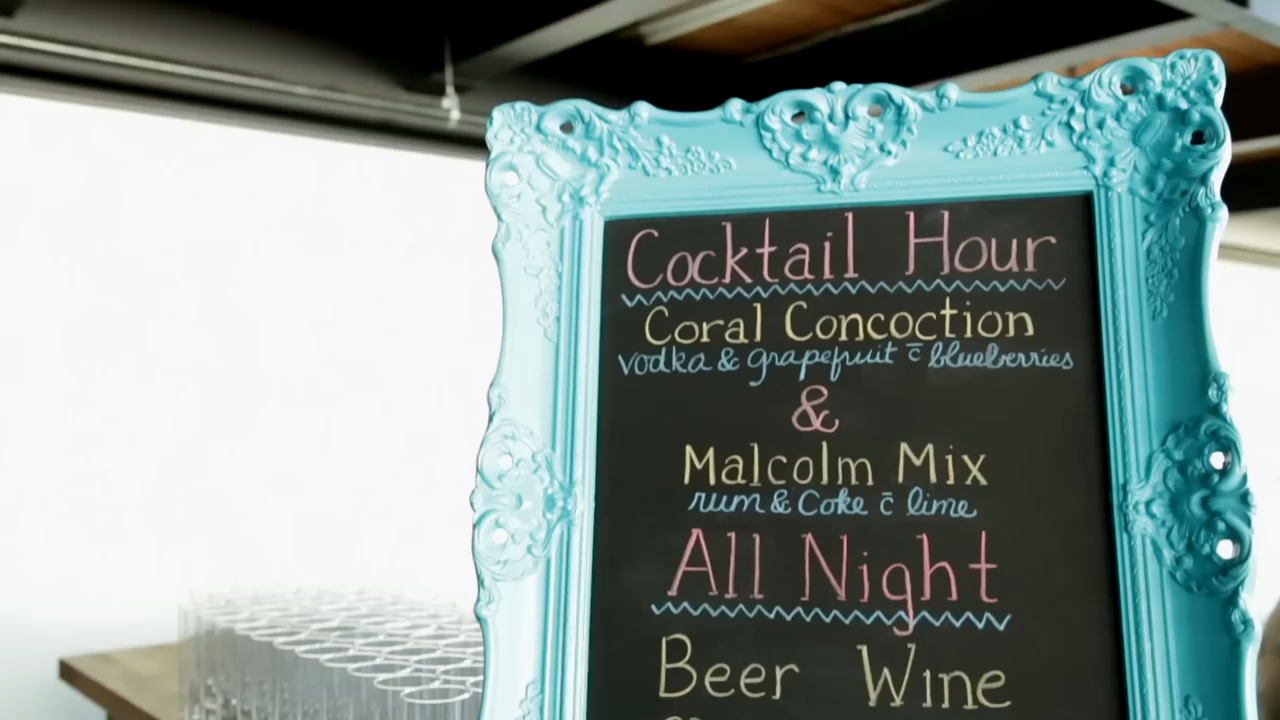 Cocktail Hour
Coral Concoction
vodka & grapefruit c̄ blueberries
&
Malcolm Mix
rum & Coke c̄ lime
All Night
Beer Wine